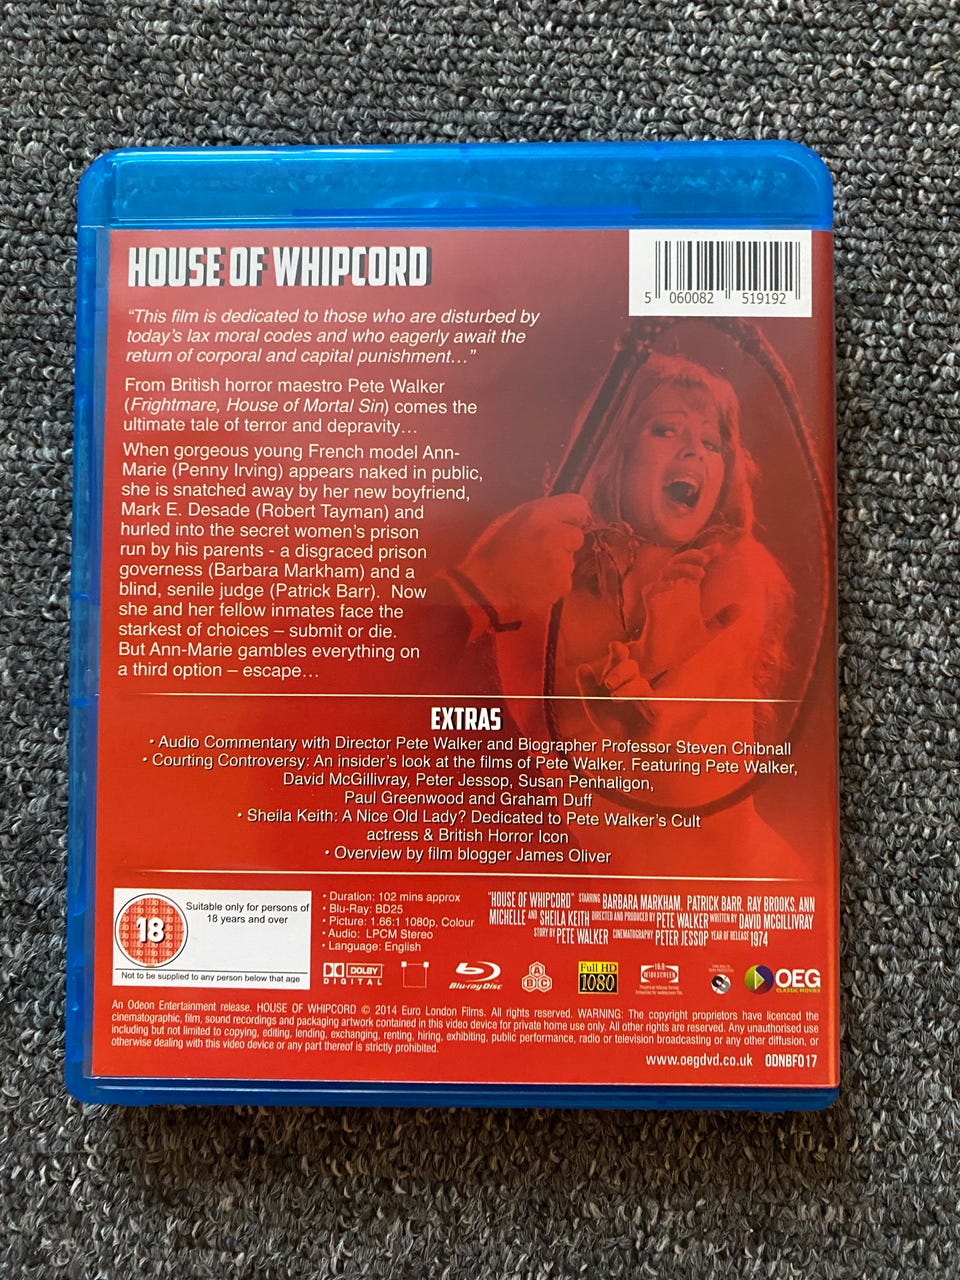 HOUSE OF WHIPCORD
5 060082 519192
“This film is dedicated to those who are disturbed by
today’s lax moral codes and who eagerly await the
return of corporal and capital punishment…”
From British horror maestro Pete Walker
(Frightmare, House of Mortal Sin) comes the
ultimate tale of terror and depravity…
When gorgeous young French model Ann-
Marie (Penny Irving) appears naked in public,
she is snatched away by her new boyfriend,
Mark E. Desade (Robert Tayman) and
hurled into the secret women’s prison
run by his parents - a disgraced prison
governess (Barbara Markham) and a
blind, senile judge (Patrick Barr). Now
she and her fellow inmates face the
starkest of choices – submit or die.
But Ann-Marie gambles everything on
a third option – escape…
EXTRAS
• Audio Commentary with Director Pete Walker and Biographer Professor Steven Chibnall
• Courting Controversy: An insider’s look at the films of Pete Walker. Featuring Pete Walker,
David McGillivray, Peter Jessop, Susan Penhaligon,
Paul Greenwood and Graham Duff
• Sheila Keith: A Nice Old Lady? Dedicated to Pete Walker’s Cult
actress & British Horror Icon
• Overview by film blogger James Oliver
18
Suitable only for persons of
18 years and over
Not to be supplied to any person below that age
• Duration: 102 mins approx
• Blu-Ray: BD25
• Picture: 1.66:1 1080p, Colour
• Audio: LPCM Stereo
• Language: English
“HOUSE OF WHIPCORD” STARRING BARBARA MARKHAM, PATRICK BARR, RAY BROOKS, ANN
MICHELLE AND SHEILA KEITH DIRECTED AND PRODUCED BY PETE WALKER WRITTEN BY DAVID MCGILLIVRAY
STORY BY PETE WALKER CINEMATOGRAPHY PETER JESSOP YEAR OF RELEASE 1974
DOLBY
DIGITAL
Blu-ray Disc
A B C
Full HD
1080
16:9
WIDESCREEN
OEG
CLASSIC MOVIES
An Odeon Entertainment release. HOUSE OF WHIPCORD © 2014 Euro London Films. All rights reserved. WARNING: The copyright proprietors have licenced the
cinematographic, film, sound recordings and packaging artwork contained in this video device for private home use only. All other rights are reserved. Any unauthorised use
including but not limited to copying, editing, lending, exchanging, renting, hiring, exhibiting, public performance, radio or television broadcasting or any other diffusion, or
otherwise dealing with this video device or any part thereof is strictly prohibited.
www.oegdvd.co.uk ODNBF017